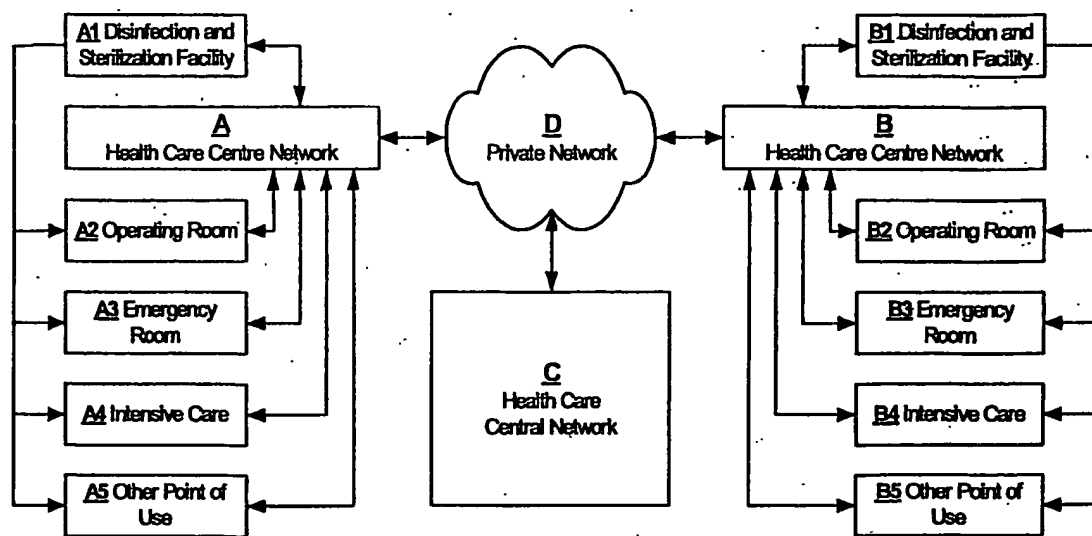 A1 Disinfection and
Sterilization Facility
A
Health Care Centre Network
A2 Operating Room
A3 Emergency
Room
A4 Intensive Care
A5 Other Point of
Use
D
Private Network
C
Health Care
Central Network
B1 Disinfection and
Sterilization Facility
B
Health Care Centre Network
B2 Operating Room
B3 Emergency
Room
B4 Intensive Care
B5 Other Point of
Use